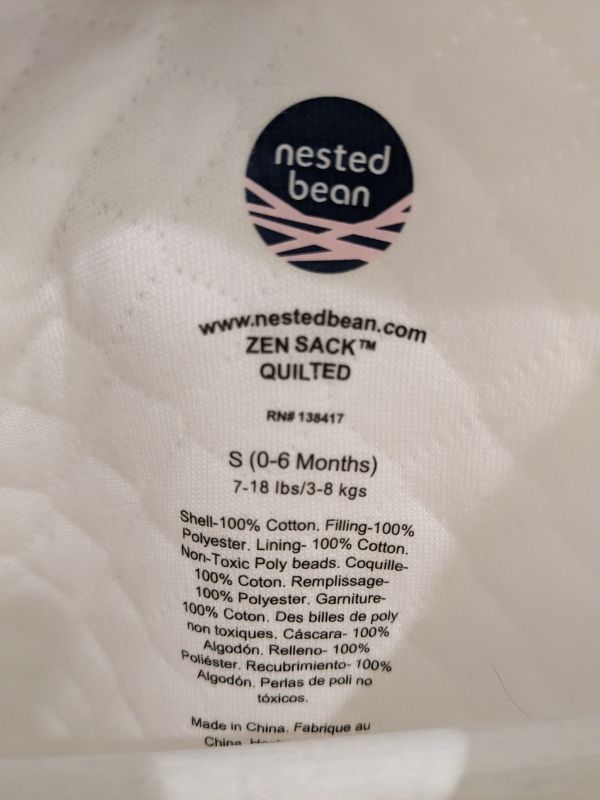 nested
bean
www.nestedbean.com
ZEN SACK™
QUILTED
RN# 138417
S (0-6 Months)
7-18 lbs/3-8 kgs
Shell-100% Cotton. Filling-100%
Polyester. Lining- 100% Cotton.
Non-Toxic Poly beads. Coquille-
100% Coton. Remplissage-
100% Polyester. Garniture-
100% Coton. Des billes de poly
non toxiques. Cáscara- 100%
Algodón. Relleno- 100%
Poliéster. Recubrimiento- 100%
Algodón. Perlas de poli no
tóxicos.
Made in China. Fabrique au
China.